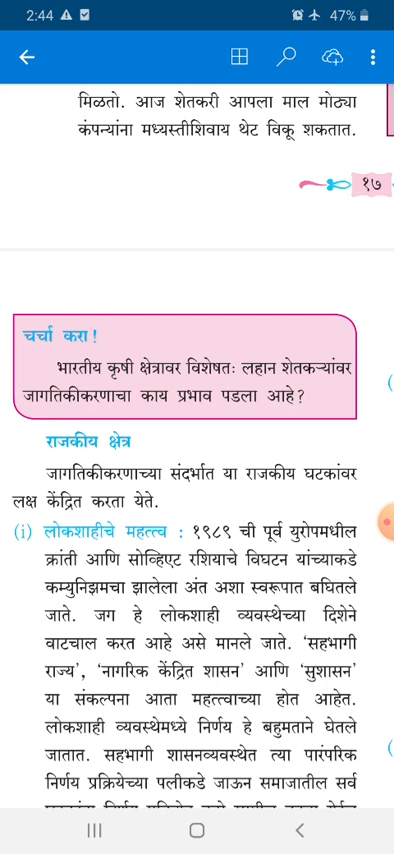 2:44
47%
मिळतो. आज शेतकरी आपला माल मोठ्या
कंपन्यांना मध्यस्तीशिवाय थेट विकू शकतात.
१७
चर्चा करा!
भारतीय कृषी क्षेत्रावर विशेषतः लहान शेतकऱ्यांवर
जागतिकीकरणाचा काय प्रभाव पडला आहे?
राजकीय क्षेत्र
जागतिकीकरणाच्या संदर्भात या राजकीय घटकांवर
लक्ष केंद्रित करता येते.
(i) लोकशाहीचे महत्त्व : १९८९ ची पूर्व युरोपमधील
क्रांती आणि सोव्हिएट रशियाचे विघटन यांच्याकडे
कम्युनिझमचा झालेला अंत अशा स्वरूपात बघितले
जाते. जग हे लोकशाही व्यवस्थेच्या दिशेने
वाटचाल करत आहे असे मानले जाते. ‘सहभागी
राज्य’, ‘नागरिक केंद्रित शासन’ आणि ‘सुशासन’
या संकल्पना आता महत्त्वाच्या होत आहेत.
लोकशाही व्यवस्थेमध्ये निर्णय हे बहुमताने घेतले
जातात. सहभागी शासनव्यवस्थेत त्या पारंपरिक
निर्णय प्रक्रियेच्या पलीकडे जाऊन समाजातील सर्व